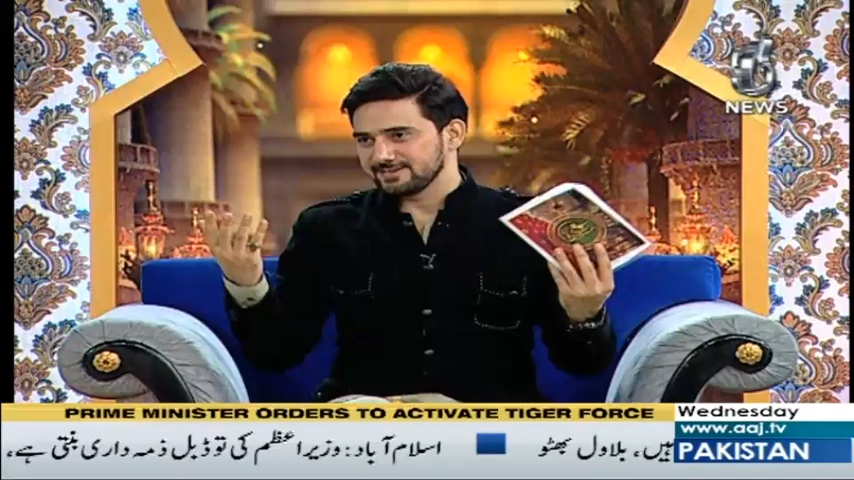 آج
NEWS
PRIME MINISTER ORDERS TO ACTIVATE TIGER FORCE
Wednesday
www.aaj.tv
PAKISTAN
ہیں، بلاول بھٹو
اسلام آباد: وزیراعظم کی تو ڈبل ذمہ داری بنتی ہے،